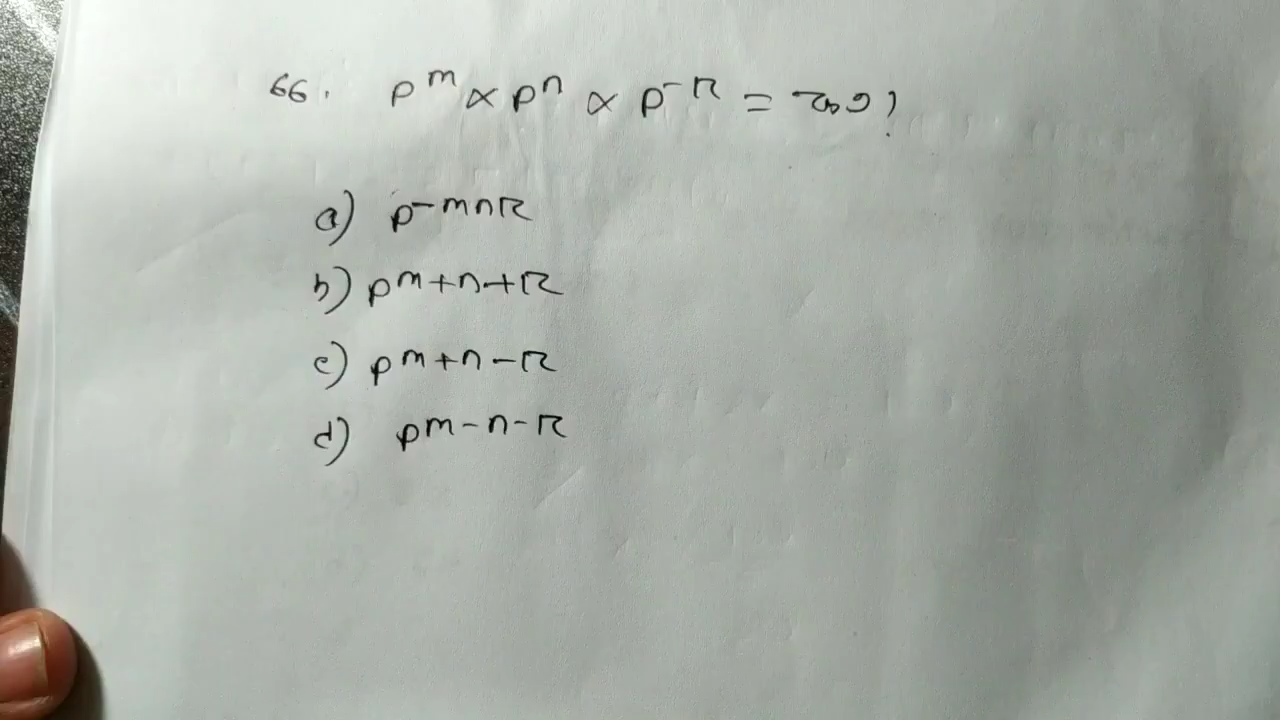 66. pᵐ × pⁿ × p⁻ʳ = কত?
a) p⁻ᵐⁿʳ
b) pᵐ⁺ⁿ⁺ʳ
c) pᵐ⁺ⁿ⁻ʳ
d) pᵐ⁻ⁿ⁻ʳ